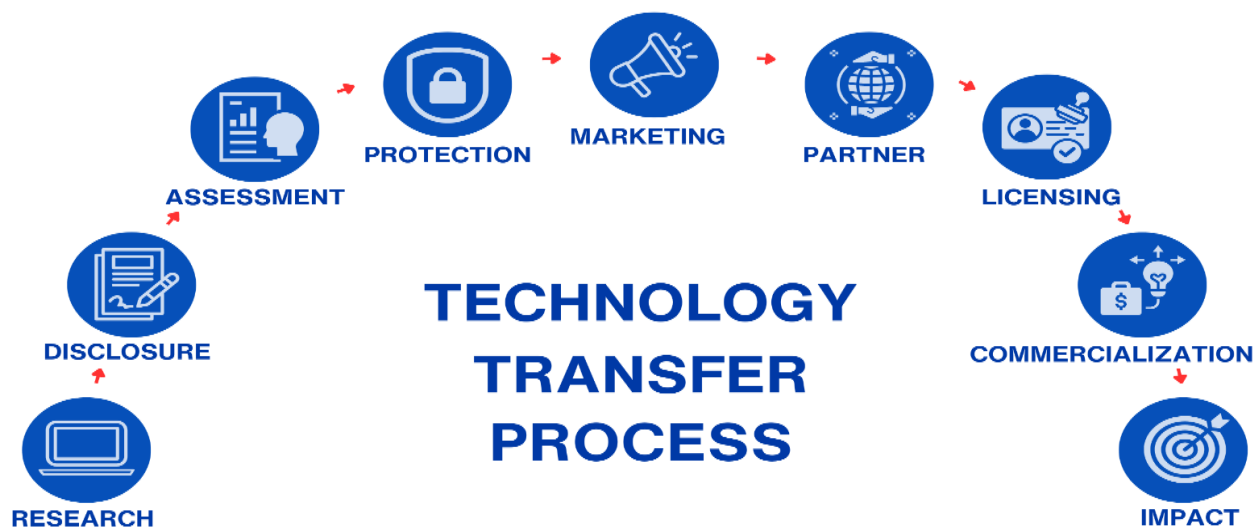 RESEARCH
DISCLOSURE
ASSESSMENT
PROTECTION
MARKETING
PARTNER
LICENSING
COMMERCIALIZATION
IMPACT
TECHNOLOGY
TRANSFER
PROCESS
$